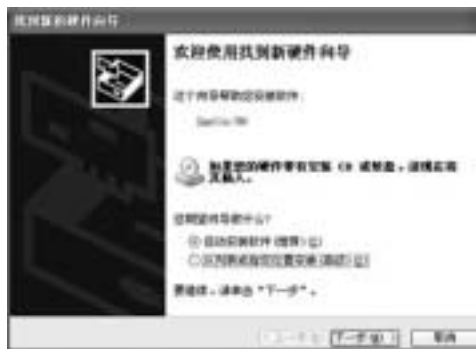 找到新的硬件向导
欢迎使用找到新硬件向导
这个向导帮助您安装软件:
如果您的硬件带有安装 CD 或软盘，请现在将
其插入。
您期望向导做什么?
自动安装软件(推荐)(I)
从列表或指定位置安装(高级)(S)
要继续，请单击"下一步"。
下一步(N) >
取消